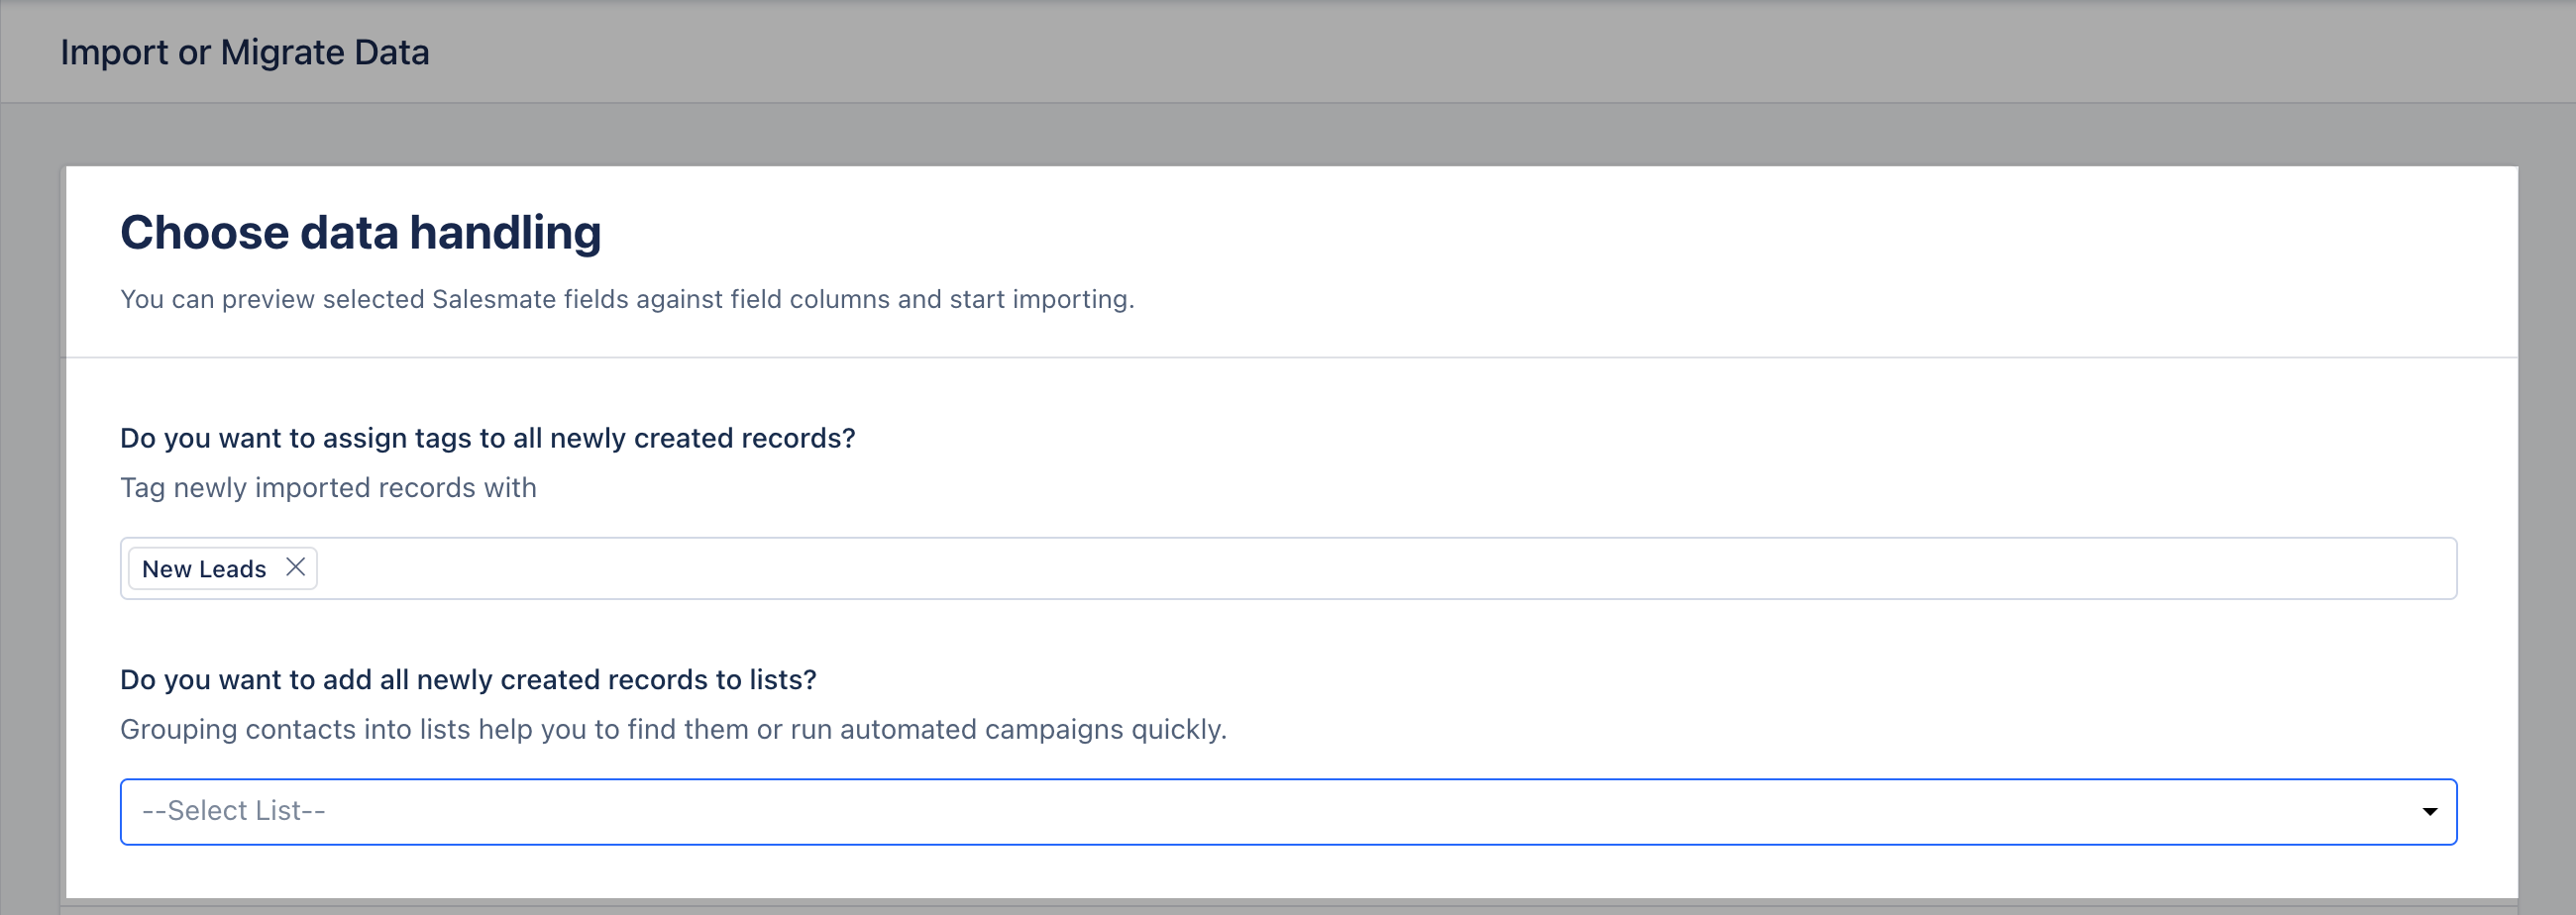 Import or Migrate Data
Choose data handling
You can preview selected Salesmate fields against field columns and start importing.
Do you want to assign tags to all newly created records?
Tag newly imported records with
New Leads
Do you want to add all newly created records to lists?
Grouping contacts into lists help you to find them or run automated campaigns quickly.
--Select List--